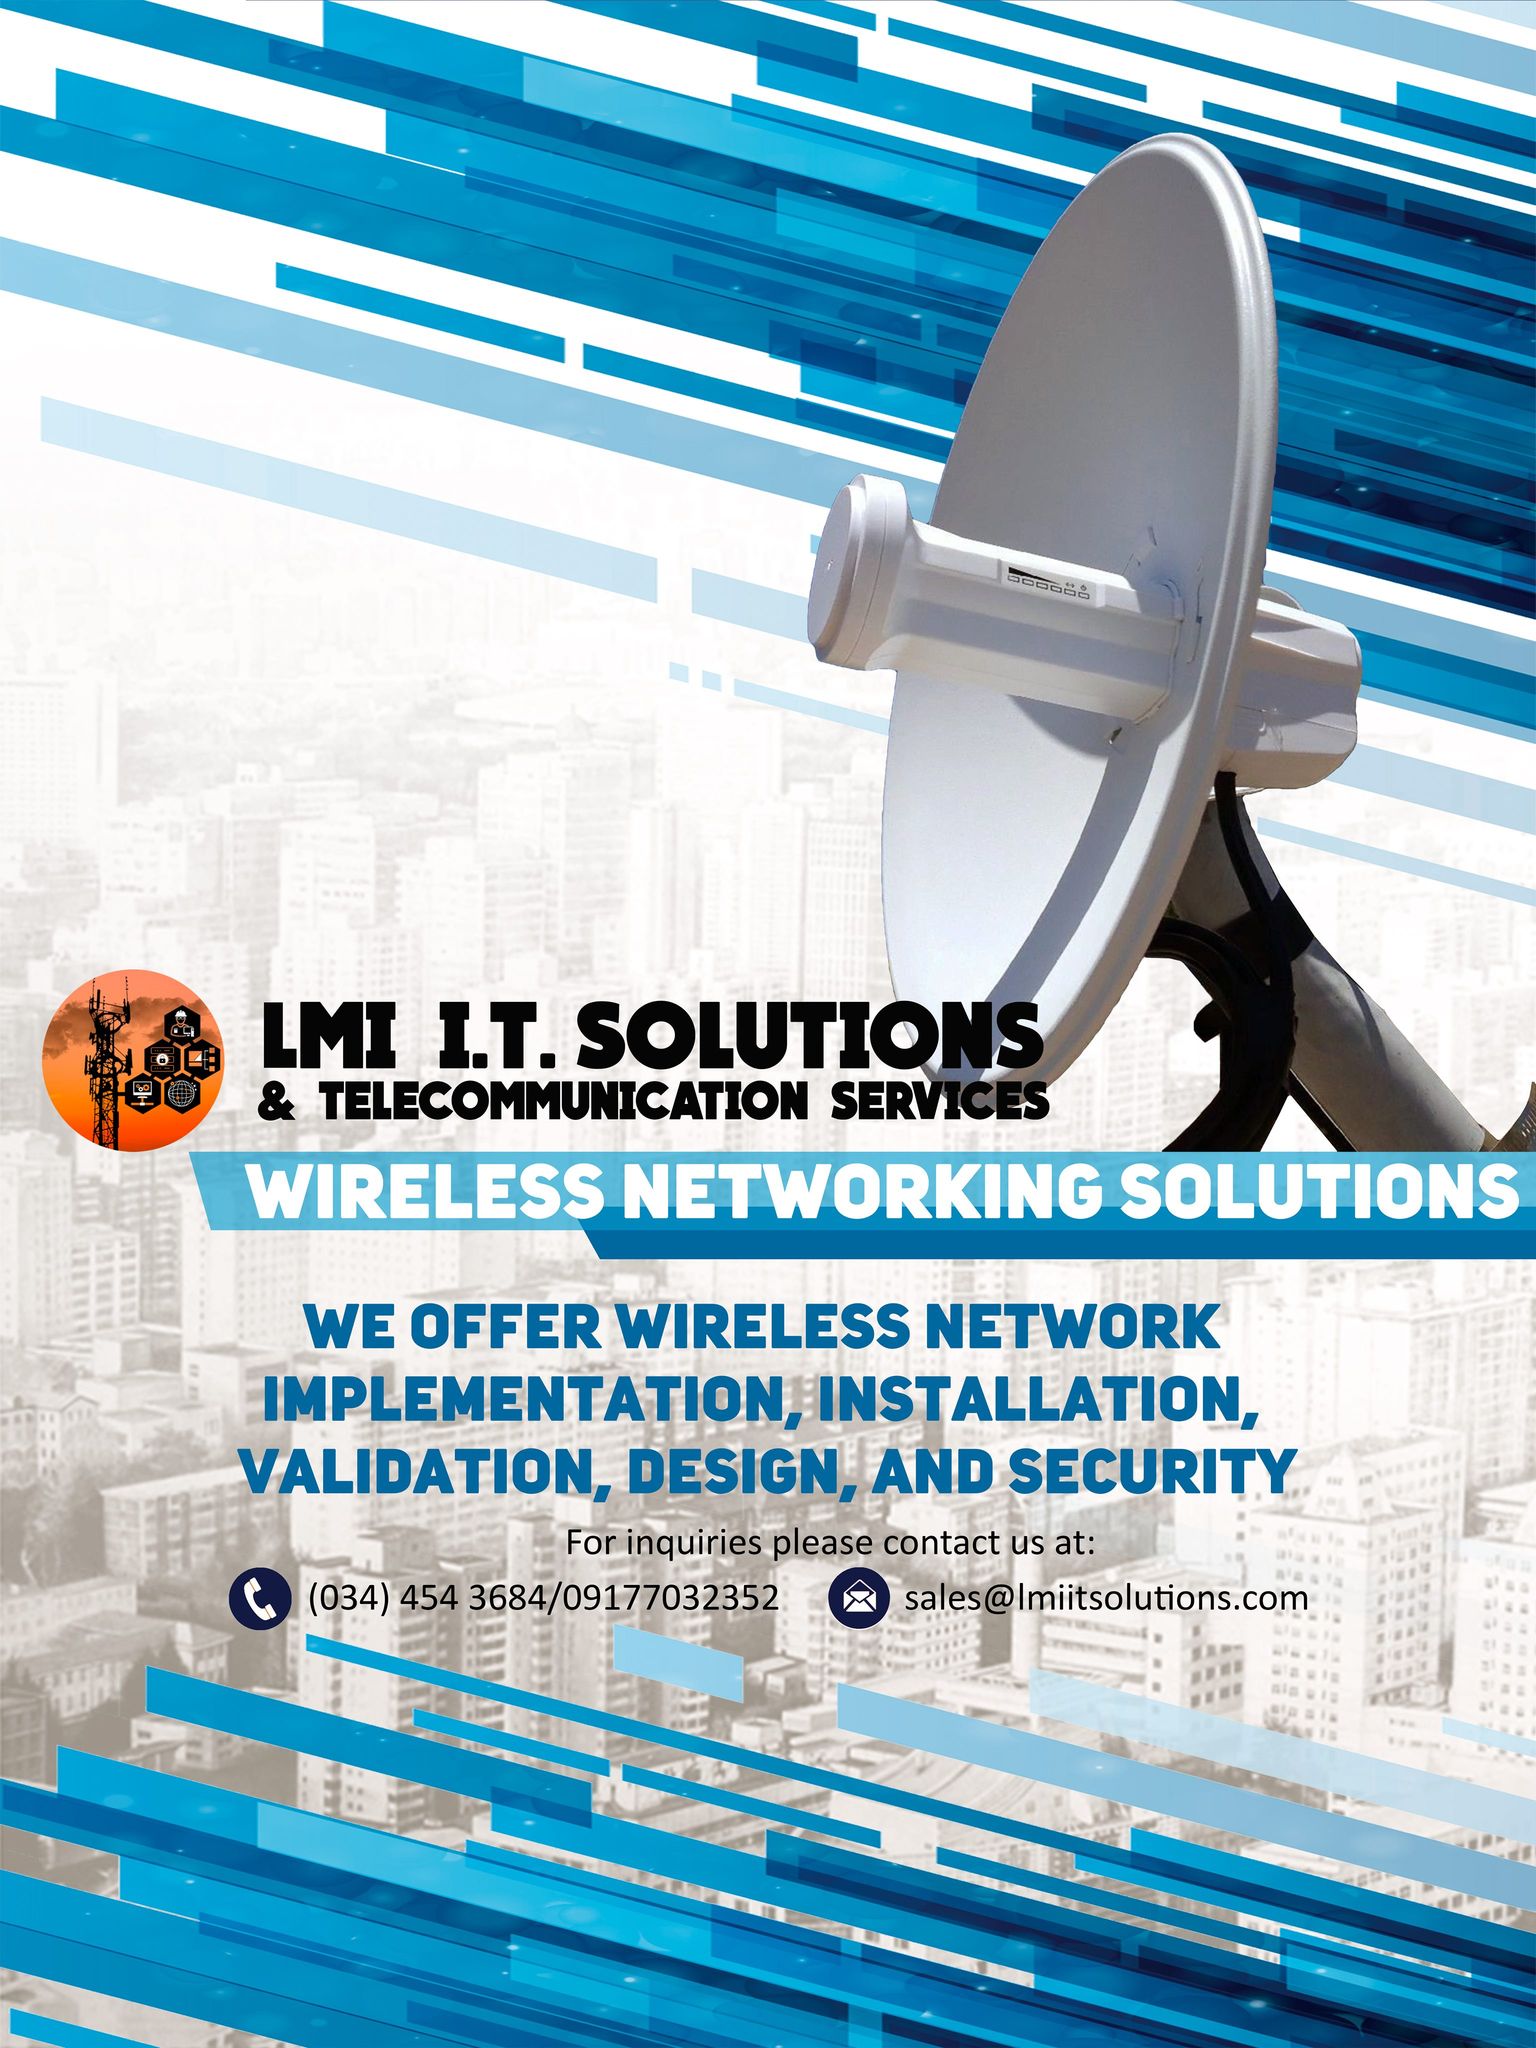 LMI I.T. SOLUTIONS
& TELECOMMUNICATION SERVICES
WIRELESS NETWORKING SOLUTIONS
WE OFFER WIRELESS NETWORK
IMPLEMENTATION, INSTALLATION,
VALIDATION, DESIGN, AND SECURITY
For inquiries please contact us at:
(034) 454 3684/09177032352 sales@lmiitsolutions.com